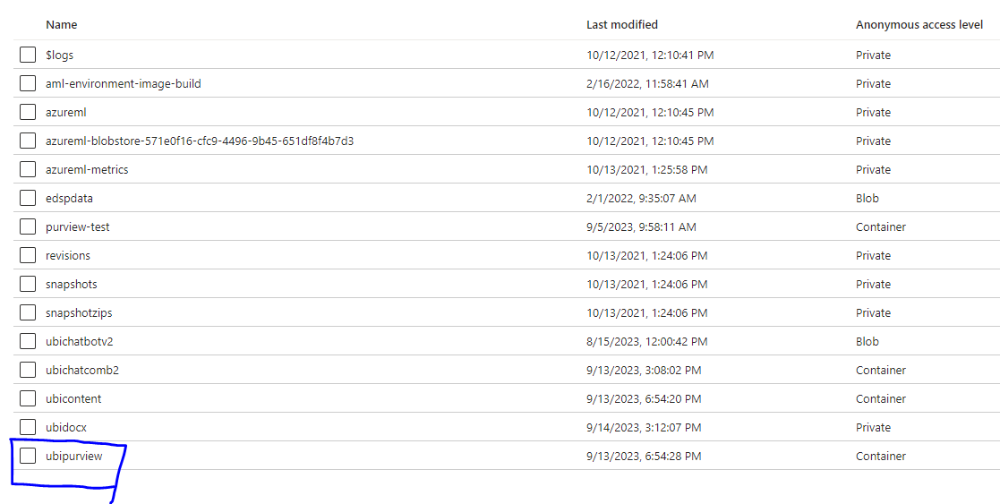 Name Last modified Anonymous access level
$logs 10/12/2021, 12:10:41 PM Private
aml-environment-image-build 2/16/2022, 11:58:41 AM Private
azureml 10/12/2021, 12:10:45 PM Private
azureml-blobstore-571e0f16-cfc9-4496-9b45-651df8f4b7d3 10/12/2021, 12:10:45 PM Private
azureml-metrics 10/13/2021, 1:25:58 PM Private
edspdata 2/1/2022, 9:35:07 AM Blob
purview-test 9/5/2023, 9:58:11 AM Container
revisions 10/13/2021, 1:24:06 PM Private
snapshots 10/13/2021, 1:24:06 PM Private
snapshotzips 10/13/2021, 1:24:06 PM Private
ubichatbotv2 8/15/2023, 12:00:42 PM Blob
ubichatcomb2 9/13/2023, 3:08:02 PM Container
ubicontent 9/13/2023, 6:54:20 PM Container
ubidocx 9/14/2023, 3:12:07 PM Private
ubipurview 9/13/2023, 6:54:28 PM Container